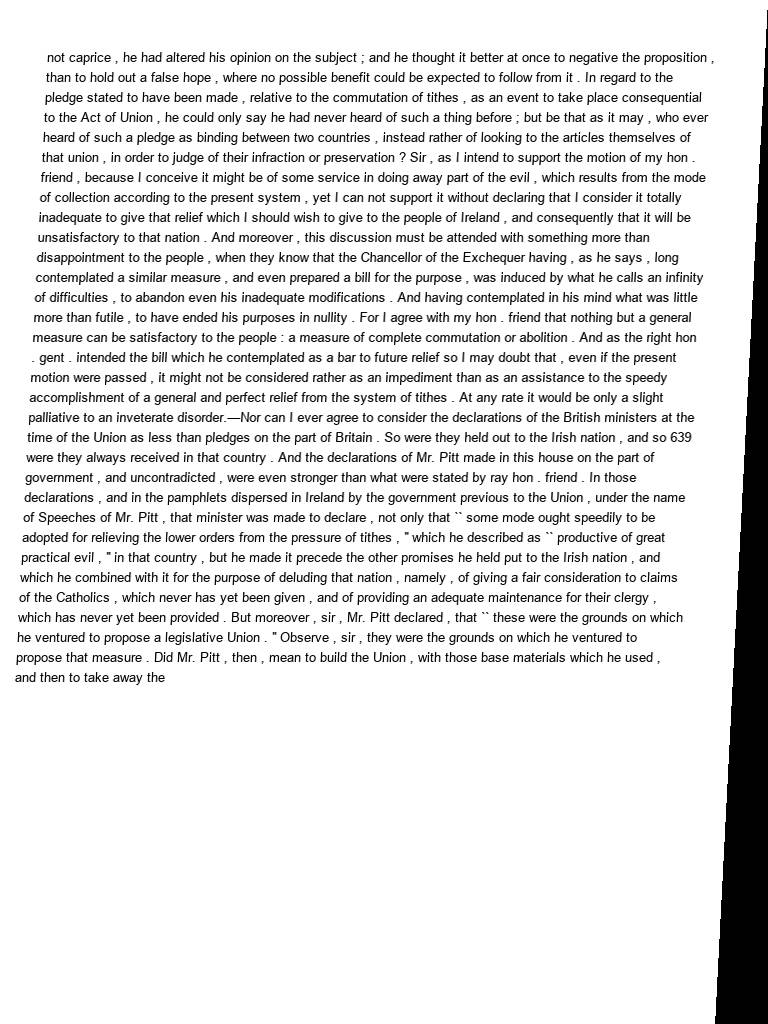 not caprice , he had altered his opinion on the subject ; and he thought it better at once to negative the proposition ,
than to hold out a false hope , where no possible benefit could be expected to follow from it . In regard to the
pledge stated to have been made , relative to the commutation of tithes , as an event to take place consequential
to the Act of Union , he could only say he had never heard of such a thing before ; but be that as it may , who ever
heard of such a pledge as binding between two countries , instead rather of looking to the articles themselves of
that union , in order to judge of their infraction or preservation ? Sir , as I intend to support the motion of my hon .
friend , because I conceive it might be of some service in doing away part of the evil , which results from the mode
of collection according to the present system , yet I can not support it without declaring that I consider it totally
inadequate to give that relief which I should wish to give to the people of Ireland , and consequently that it will be
unsatisfactory to that nation . And moreover , this discussion must be attended with something more than
disappointment to the people , when they know that the Chancellor of the Exchequer having , as he says , long
contemplated a similar measure , and even prepared a bill for the purpose , was induced by what he calls an infinity
of difficulties , to abandon even his inadequate modifications . And having contemplated in his mind what was little
more than futile , to have ended his purposes in nullity . For I agree with my hon . friend that nothing but a general
measure can be satisfactory to the people : a measure of complete commutation or abolition . And as the right hon
. gent . intended the bill which he contemplated as a bar to future relief so I may doubt that , even if the present
motion were passed , it might not be considered rather as an impediment than as an assistance to the speedy
accomplishment of a general and perfect relief from the system of tithes . At any rate it would be only a slight
palliative to an inveterate disorder.—Nor can I ever agree to consider the declarations of the British ministers at the
time of the Union as less than pledges on the part of Britain . So were they held out to the Irish nation , and so 639
were they always received in that country . And the declarations of Mr. Pitt made in this house on the part of
government , and uncontradicted , were even stronger than what were stated by ray hon . friend . In those
declarations , and in the pamphlets dispersed in Ireland by the government previous to the Union , under the name
of Speeches of Mr. Pitt , that minister was made to declare , not only that `` some mode ought speedily to be
adopted for relieving the lower orders from the pressure of tithes , " which he described as `` productive of great
practical evil , " in that country , but he made it precede the other promises he held put to the Irish nation , and
which he combined with it for the purpose of deluding that nation , namely , of giving a fair consideration to claims
of the Catholics , which never has yet been given , and of providing an adequate maintenance for their clergy ,
which has never yet been provided . But moreover , sir , Mr. Pitt declared , that `` these were the grounds on which
he ventured to propose a legislative Union . " Observe , sir , they were the grounds on which he ventured to
propose that measure . Did Mr. Pitt , then , mean to build the Union , with those base materials which he used ,
and then to take away the